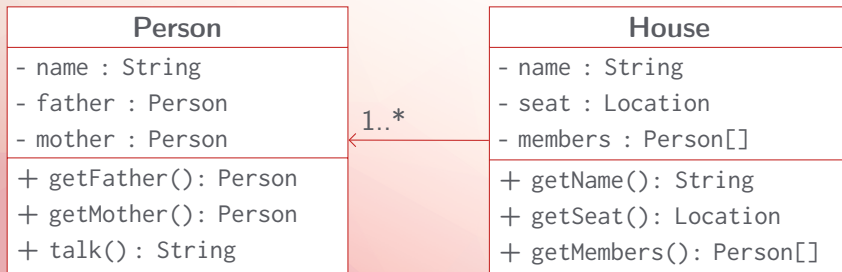 Person
- name : String
- father : Person
- mother : Person
+ getFather(): Person
+ getMother(): Person
+ talk(): String
1..*
House
- name : String
- seat : Location
- members : Person[]
+ getName(): String
+ getSeat(): Location
+ getMembers(): Person[]